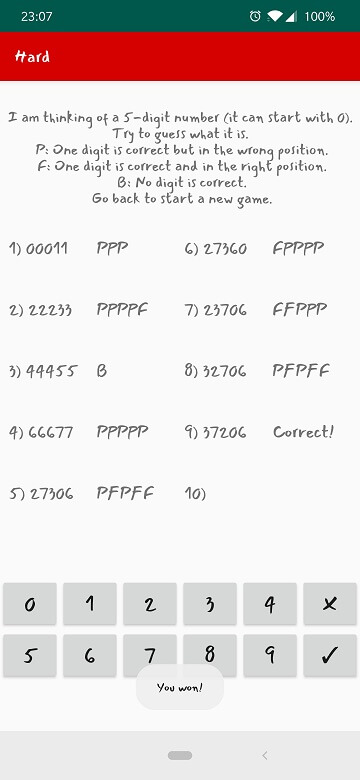 23:07 100%
Hard
I am thinking of a 5-digit number (it can start with 0).
Try to guess what it is.
P: One digit is correct but in the wrong position.
F: One digit is correct and in the right position.
B: No digit is correct.
Go back to start a new game.
1) 00011 PPP 6) 27360 FPPPP
2) 22233 PPPPF 7) 23706 FFPPP
3) 44455 B 8) 32706 PFPFF
4) 66677 PPPPP 9) 37206 Correct!
5) 27306 PFPFF 10)
0 1 2 3 4 X
5 6 7 8 9 ✓
You won!